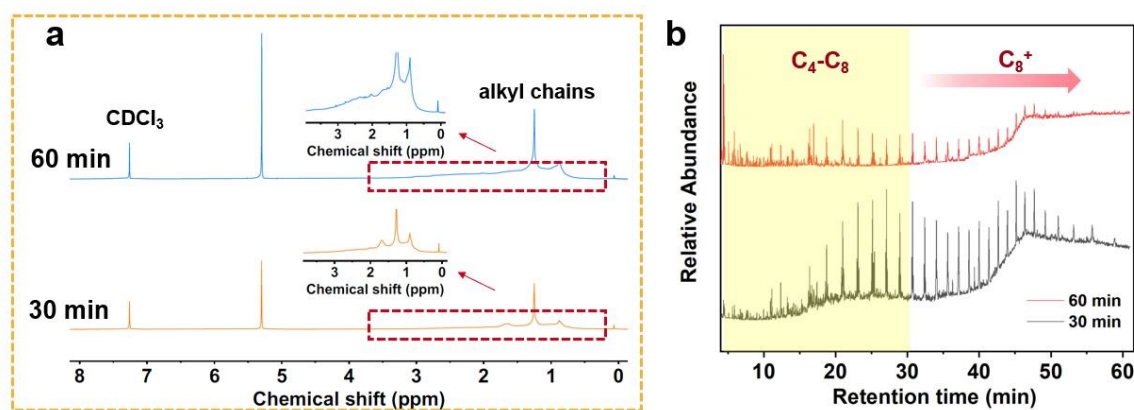 a
CDCl3
alkyl chains
3 2 1 0
Chemical shift (ppm)
60 min
3 2 1 0
Chemical shift (ppm)
30 min
8 7 6 5 4 3 2 1 0
Chemical shift (ppm)
b
C4-C8
C8+
Relative Abundance
60 min
30 min
10 20 30 40 50 60
Retention time (min)